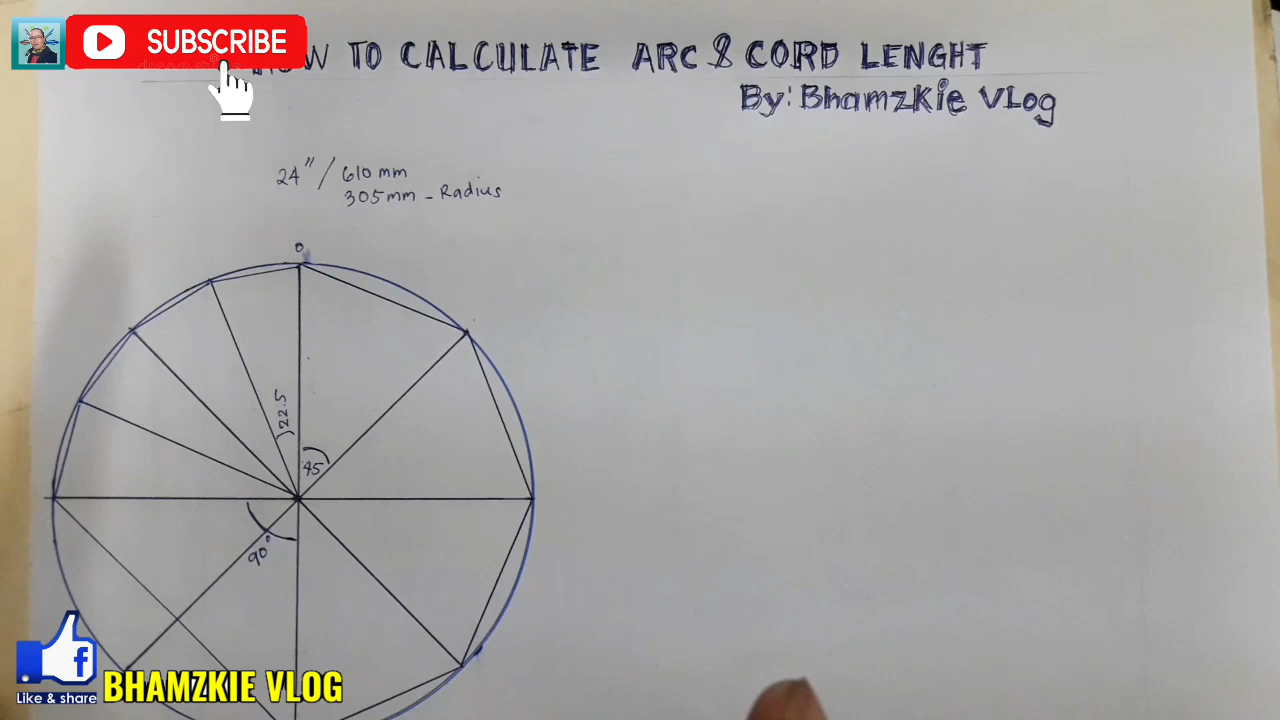 SUBSCRIBE
TO CALCULATE ARC & CORD LENGHT
By: Bhamzkie Vlog
24" / 610 mm
305 mm - Radius
0
22.5
45
90°
f
Like & share
BHAMZKIE VLOG